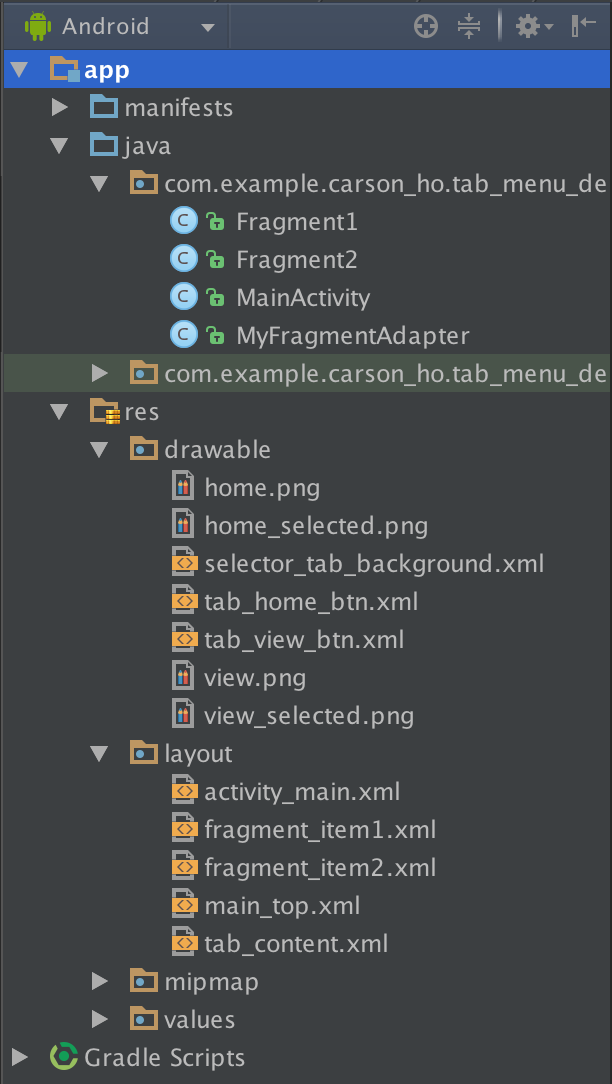 Android
app
manifests
java
com.example.carson_ho.tab_menu_de
Fragment1
Fragment2
MainActivity
MyFragmentAdapter
com.example.carson_ho.tab_menu_de
res
drawable
home.png
home_selected.png
selector_tab_background.xml
tab_home_btn.xml
tab_view_btn.xml
view.png
view_selected.png
layout
activity_main.xml
fragment_item1.xml
fragment_item2.xml
main_top.xml
tab_content.xml
mipmap
values
Gradle Scripts